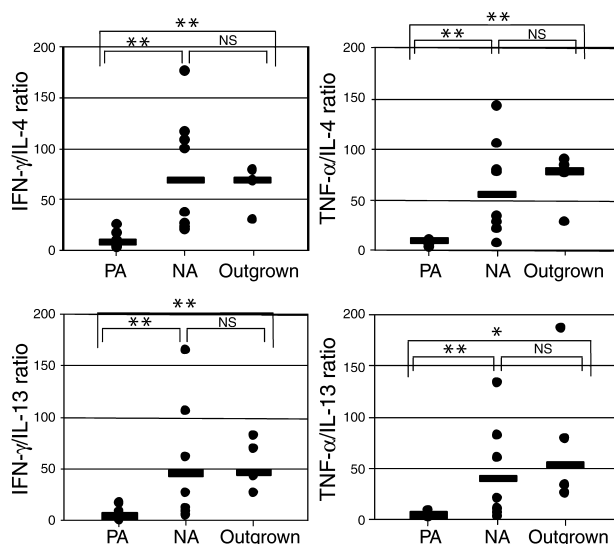 **
** NS
200
150
100
50
0
IFN-γ/IL-4 ratio
PA NA Outgrown
**
** NS
200
150
100
50
0
TNF-α/IL-4 ratio
PA NA Outgrown
**
** NS
200
150
100
50
0
IFN-γ/IL-13 ratio
PA NA Outgrown
*
** NS
200
150
100
50
0
TNF-α/IL-13 ratio
PA NA Outgrown